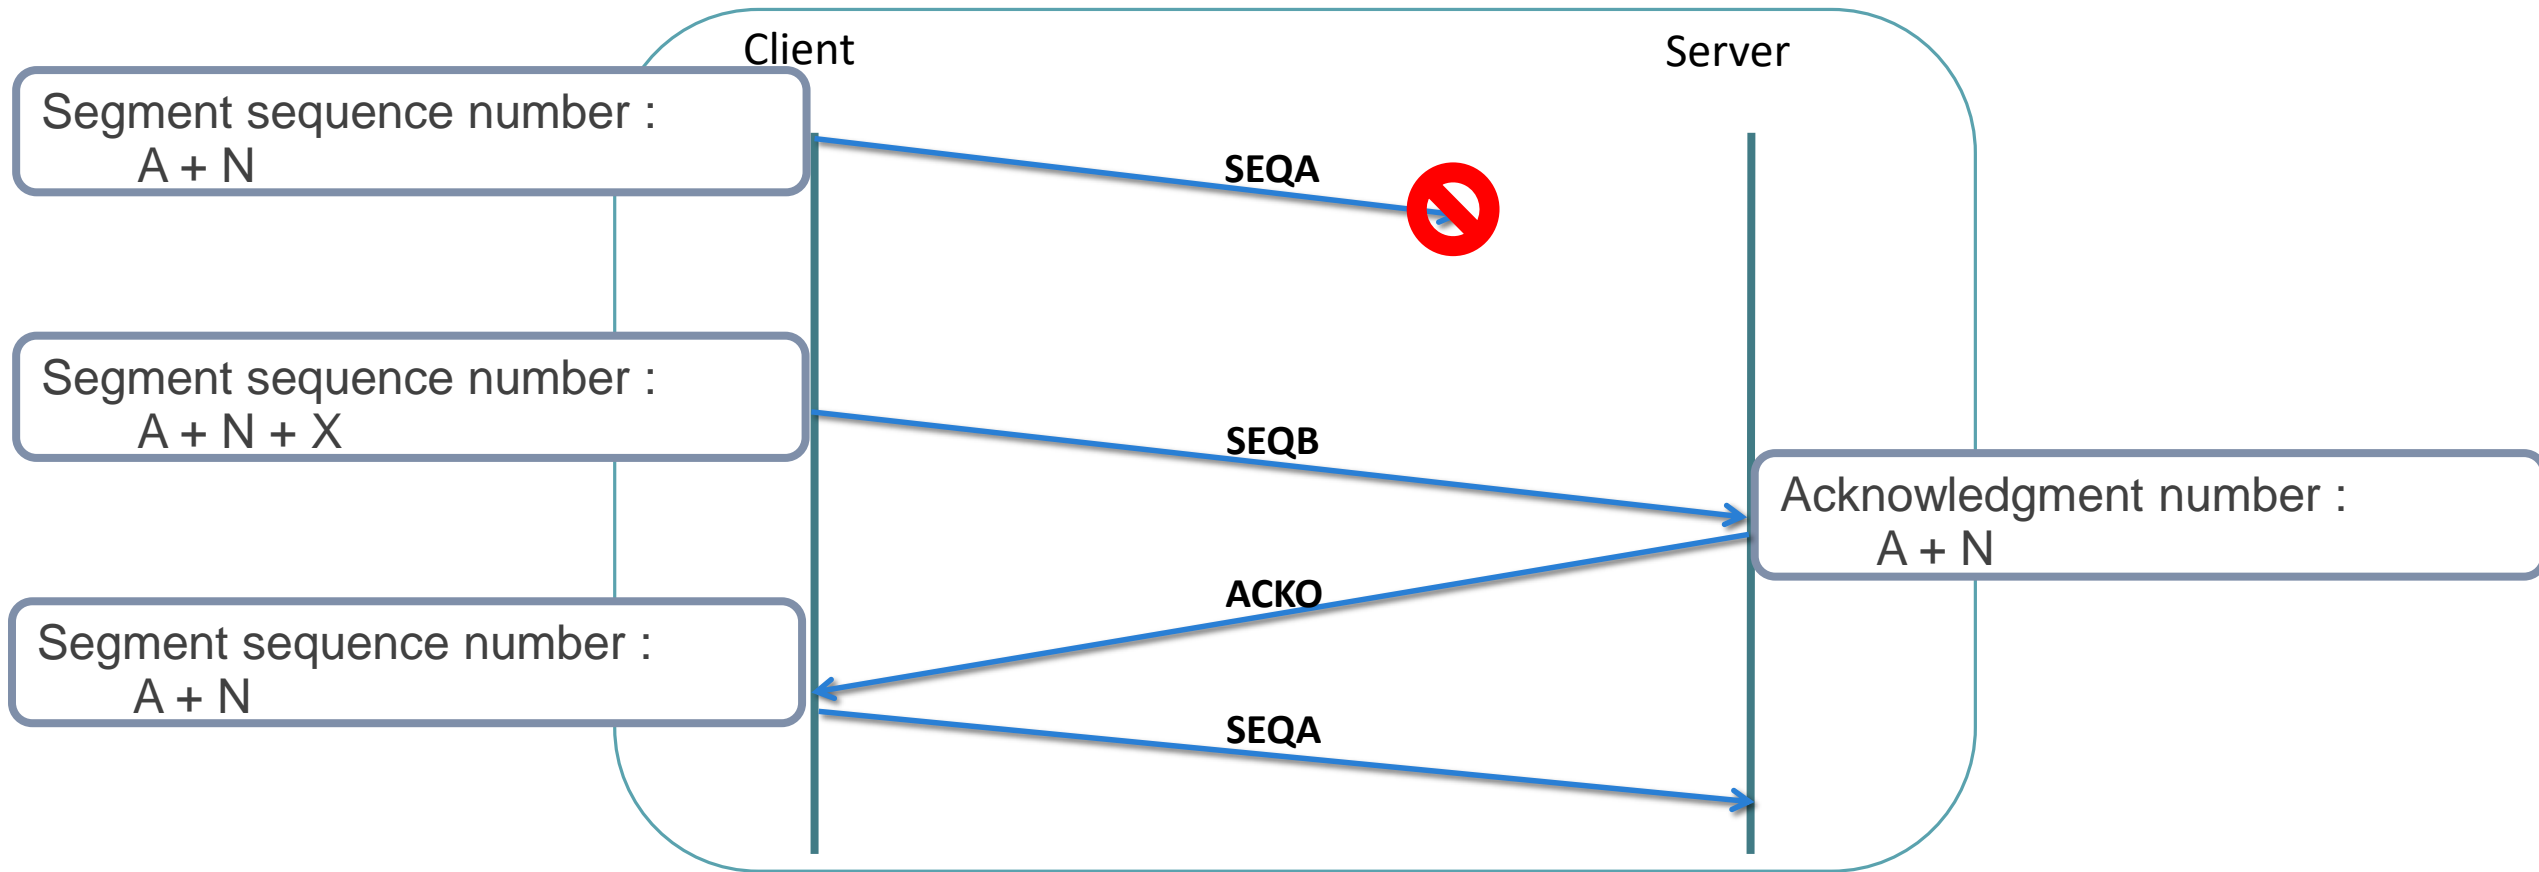 Client
Server
Segment sequence number :
A + N
SEQA
Segment sequence number :
A + N + X
SEQB
Acknowledgment number :
A + N
ACKO
Segment sequence number :
A + N
SEQA